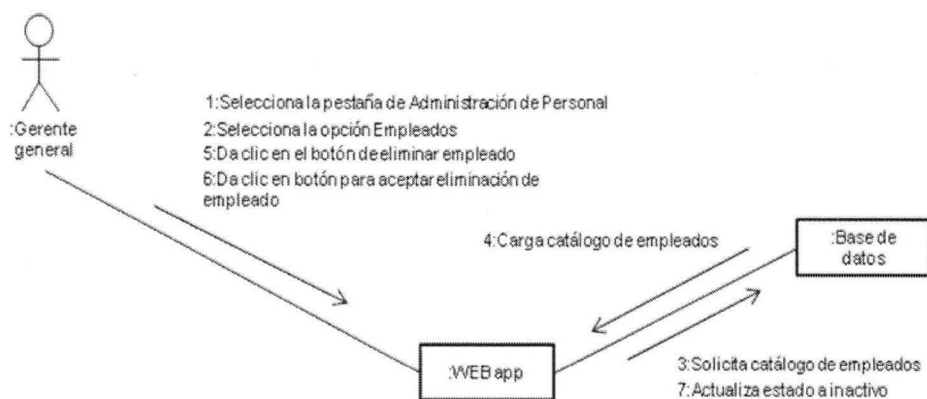 :Gerente
general
1:Selecciona la pestaña de Administración de Personal
2:Selecciona la opción Empleados
5:Da clic en el botón de eliminar empleado
6:Da clic en botón para aceptar eliminación de
empleado
4:Carga catálogo de empleados
:Base de
datos
:WEB app
3:Solicita catálogo de empleados
7:Actualiza estado a inactivo